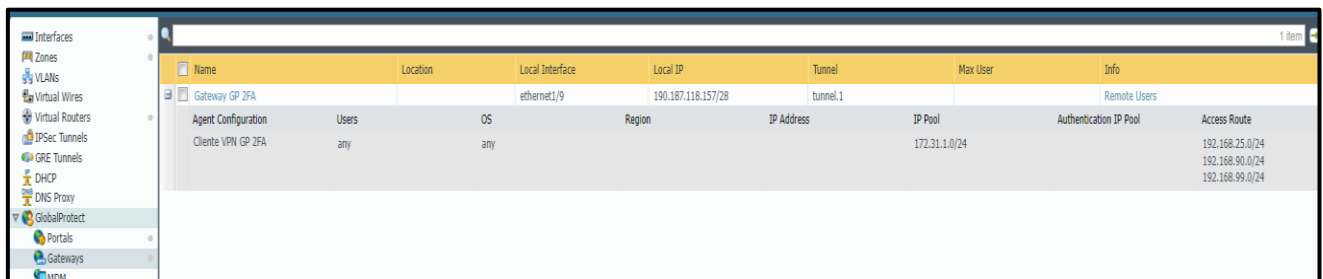 Interfaces
Zones
VLANs
Virtual Wires
Virtual Routers
IPSec Tunnels
GRE Tunnels
DHCP
DNS Proxy
GlobalProtect
Portals
Gateways
MDM
1 item
Name Location Local Interface Local IP Tunnel Max User Info
Gateway GP 2FA ethernet1/9 190.187.118.157/28 tunnel.1 Remote Users
Agent Configuration Users OS Region IP Address IP Pool Authentication IP Pool Access Route
Cliente VPN GP 2FA any any 172.31.1.0/24 192.168.25.0/24
192.168.90.0/24
192.168.99.0/24